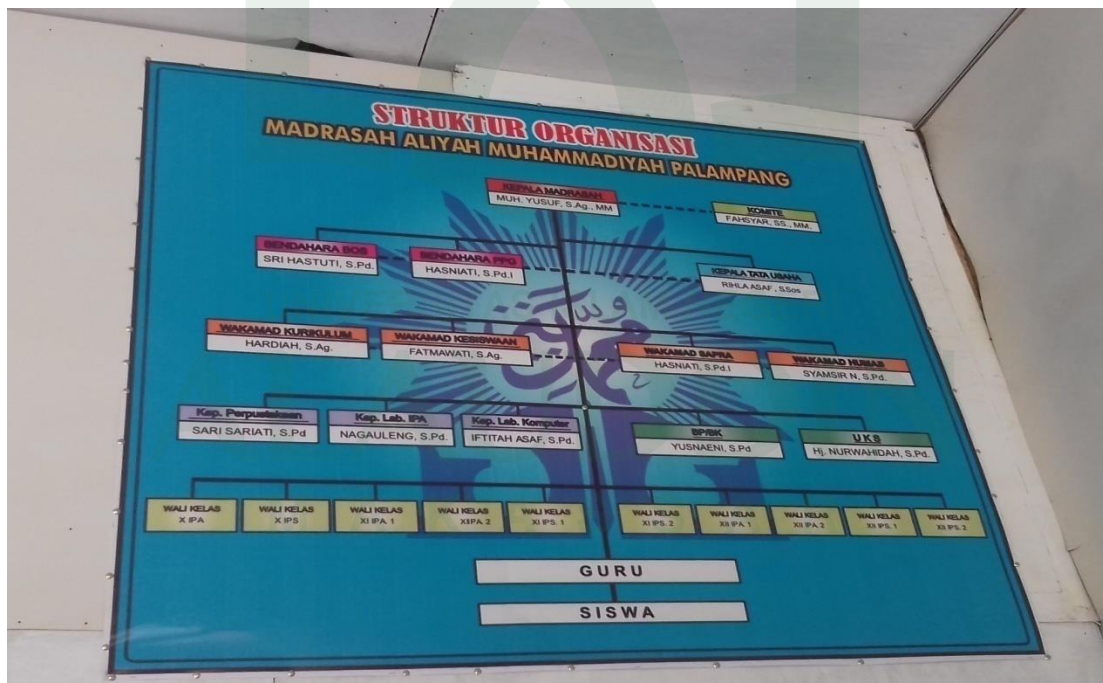 STRUKTUR ORGANISASI
MADRASAH ALIYAH MUHAMMADIYAH PALAMPANG
KEPALA MADRASAH
MUH. YUSUF, S.Ag., MM
KOMITE
FAHSYAR, SS., MM.
BENDAHARA BOS
SRI HASTUTI, S.Pd.
BENDAHARA PPG
HASNIATI, S.Pd.I
KEPALA TATA USAHA
RIHLA ASAF, S.Sos
WAKAMAD KURIKULUM
HARDIAH, S.Ag.
WAKAMAD KESISWAAN
FATMAWATI, S.Ag.
WAKAMAD SAPRA
HASNIATI, S.Pd.I
WAKAMAD HUMAS
SYAMSIR N, S.Pd.
Kep. Perpustakaan
SARI SARIATI, S.Pd
Kep. Lab. IPA
NAGAULENG, S.Pd.
Kep. Lab. Komputer
IFTITAH ASAF, S.Pd.
BP/BK
YUSNAENI, S.Pd
U K S
Hj. NURWAHIDAH, S.Pd.
WALI KELAS
X IPA
WALI KELAS
X IPS
WALI KELAS
XI IPA. 1
WALI KELAS
XIIPA. 2
WALI KELAS
XI IPS. 1
WALI KELAS
XI IPS. 2
WALI KELAS
XII IPA. 1
WALI KELAS
XII IPA. 2
WALI KELAS
XII IPS. 1
WALI KELAS
XII IPS. 2
GURU
SISWA